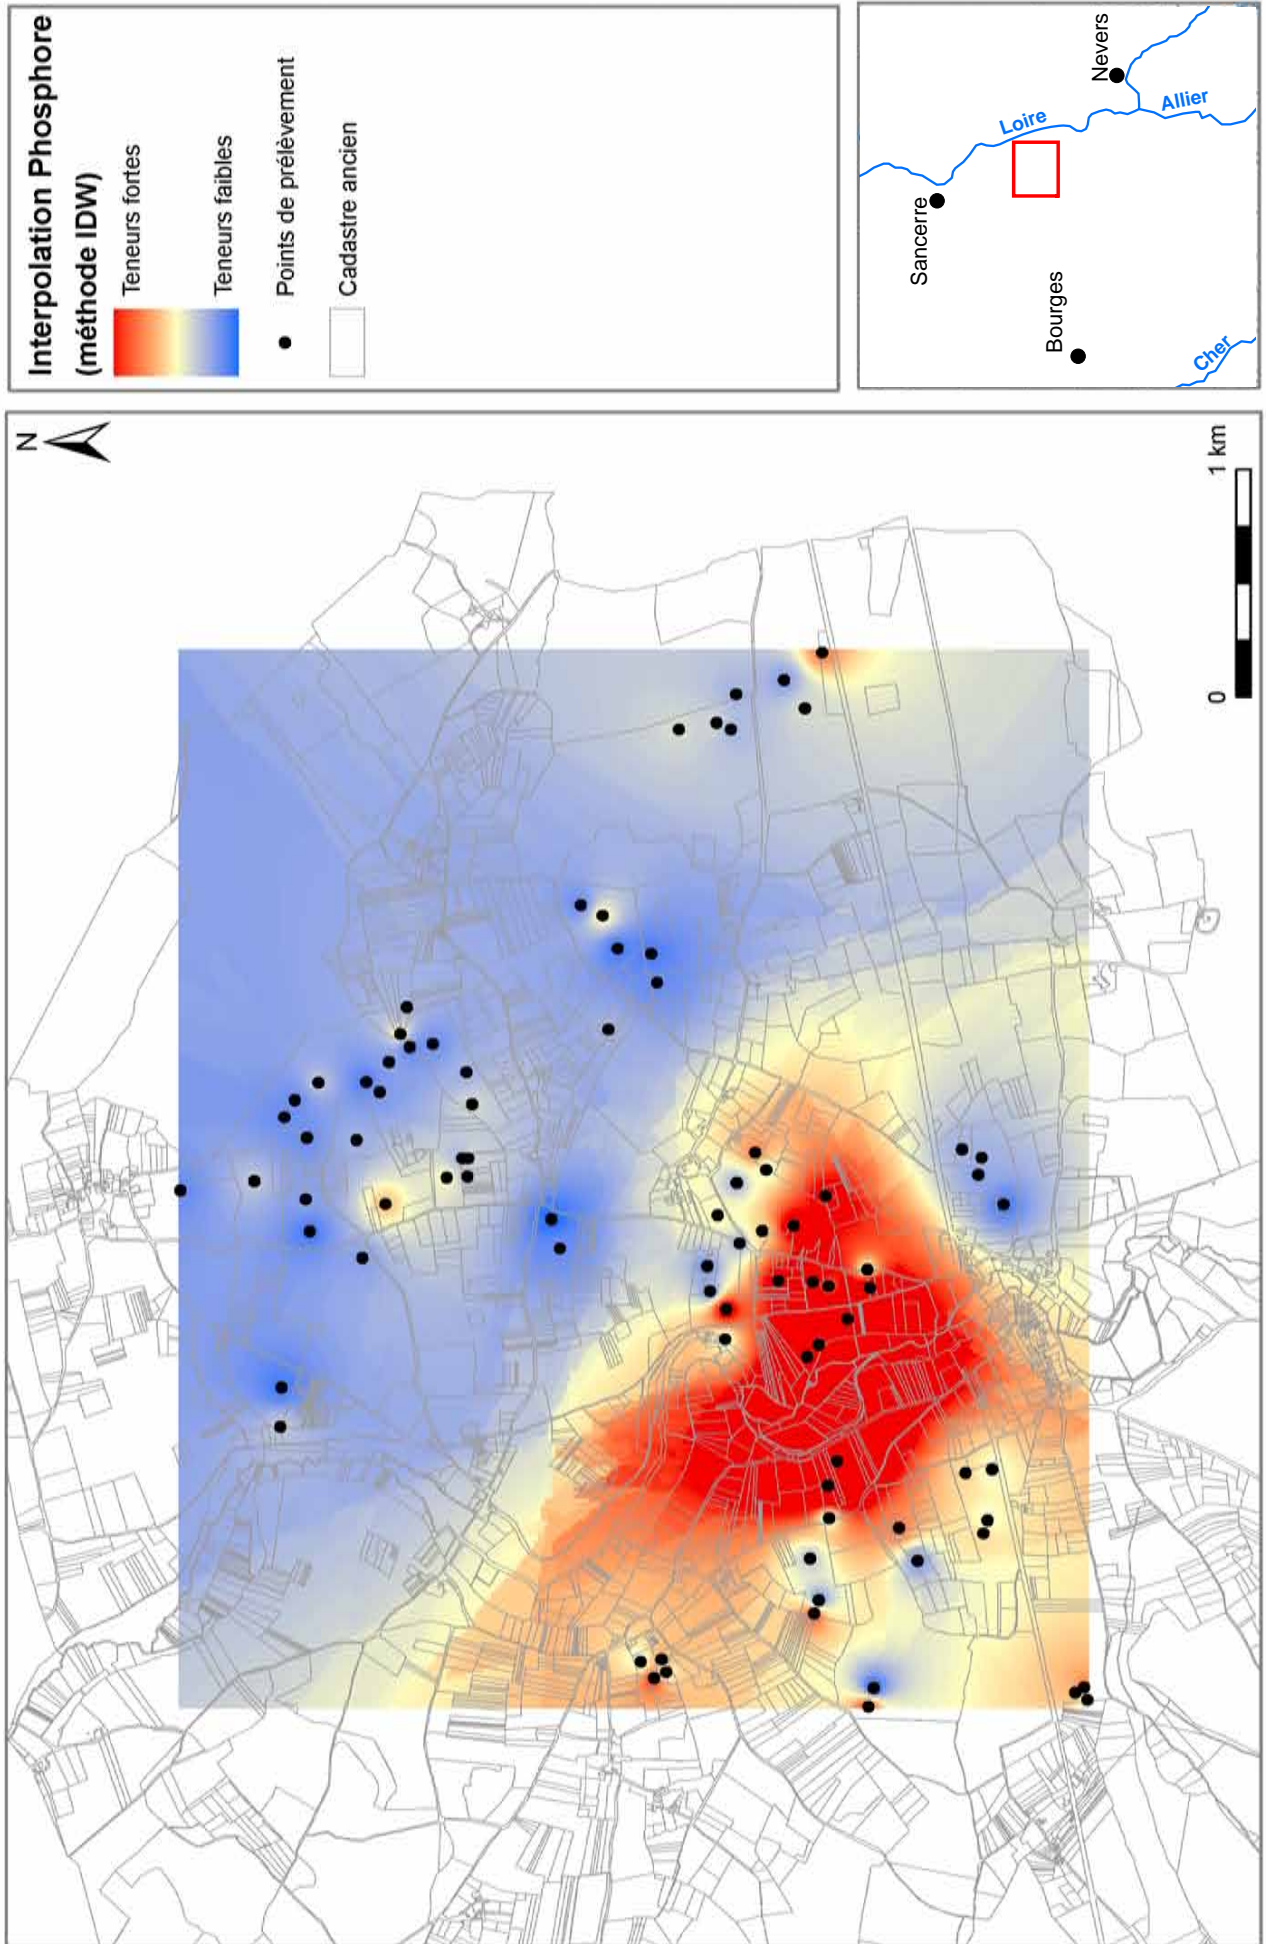 Interpolation Phosphore
(méthode IDW)
Teneurs fortes
Teneurs faibles
Points de prélèvement
Cadastre ancien
Nevers
Loire
Allier
Sancerre
Bourges
Cher
N
0 1 km